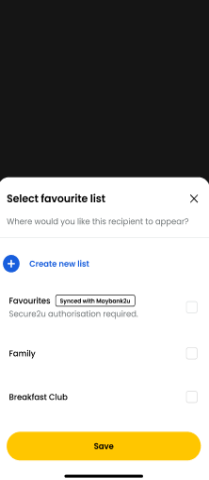 Select favourite list
Where would you like this recipient to appear?
Create new list
Favourites Synced with Maybank2u
Secure2u authorisation required.
Family
Breakfast Club
Save